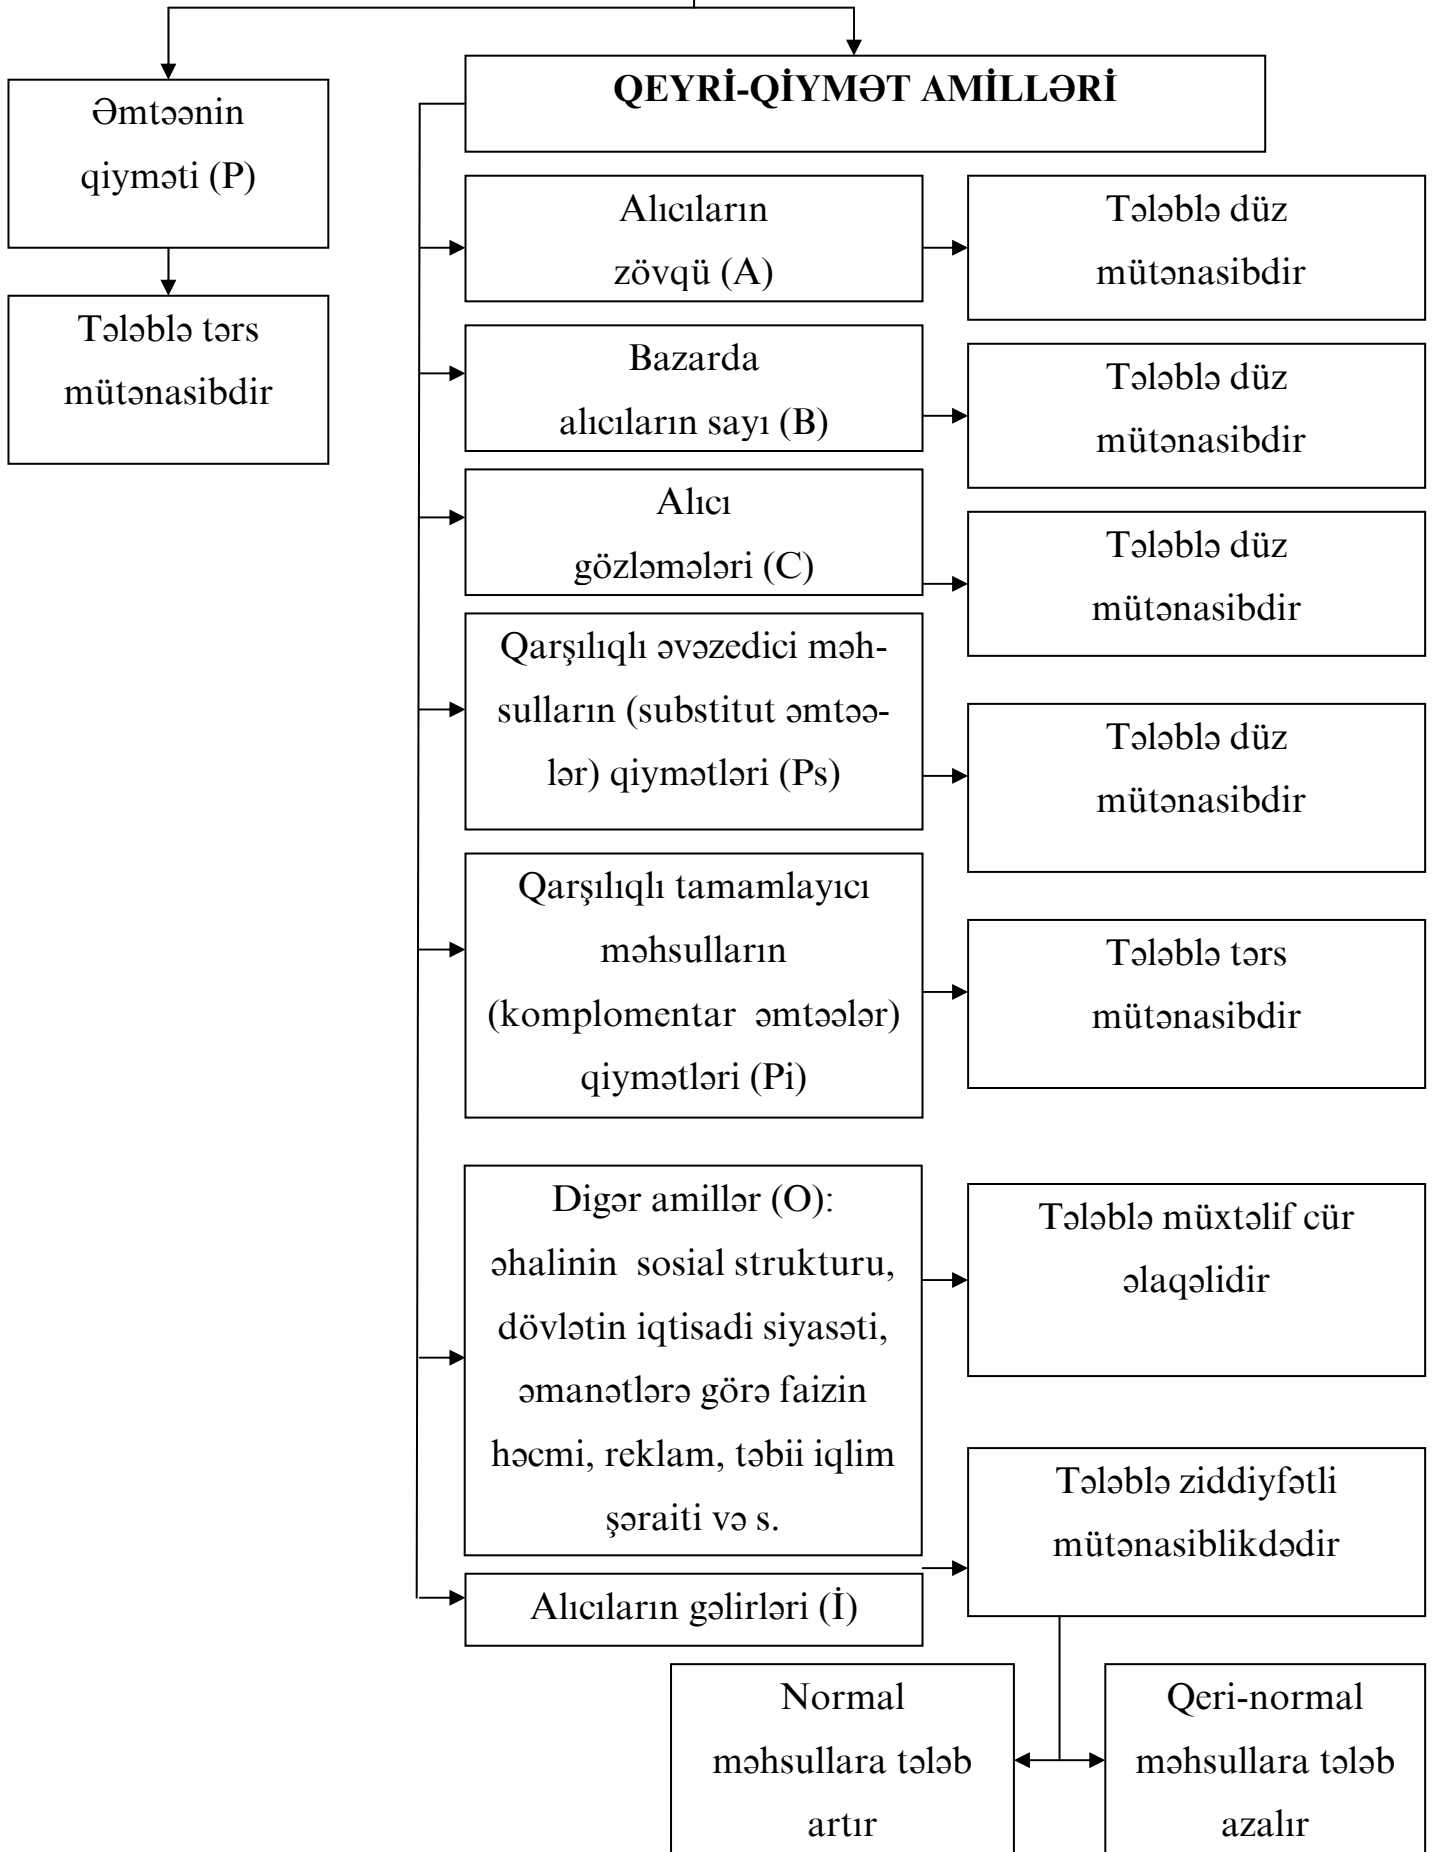 Əmtəənin
qiyməti (P)
Tələblə tərs
mütənasibdir
QEYRİ-QİYMƏT AMİLLƏRİ
Alıcıların
zövqü (A)
Tələblə düz
mütənasibdir
Bazarda
alıcıların sayı (B)
Tələblə düz
mütənasibdir
Alıcı
gözləmələri (C)
Tələblə düz
mütənasibdir
Qarşılıqlı əvəzedici məh-
sulların (substitut əmtəə-
lər) qiymətləri (Ps)
Tələblə düz
mütənasibdir
Qarşılıqlı tamamlayıcı
məhsulların
(komplomentar əmtəələr)
qiymətləri (Pi)
Tələblə tərs
mütənasibdir
Digər amillər (O):
əhalinin sosial strukturu,
dövlətin iqtisadi siyasəti,
əmanətlərə görə faizin
həcmi, reklam, təbii iqlim
şəraiti və s.
Tələblə müxtəlif cür
əlaqəlidir
Alıcıların gəlirləri (İ)
Tələblə ziddiyfətli
mütənasiblikdədir
Normal
məhsullara tələb
artır
Qeri-normal
məhsullara tələb
azalır